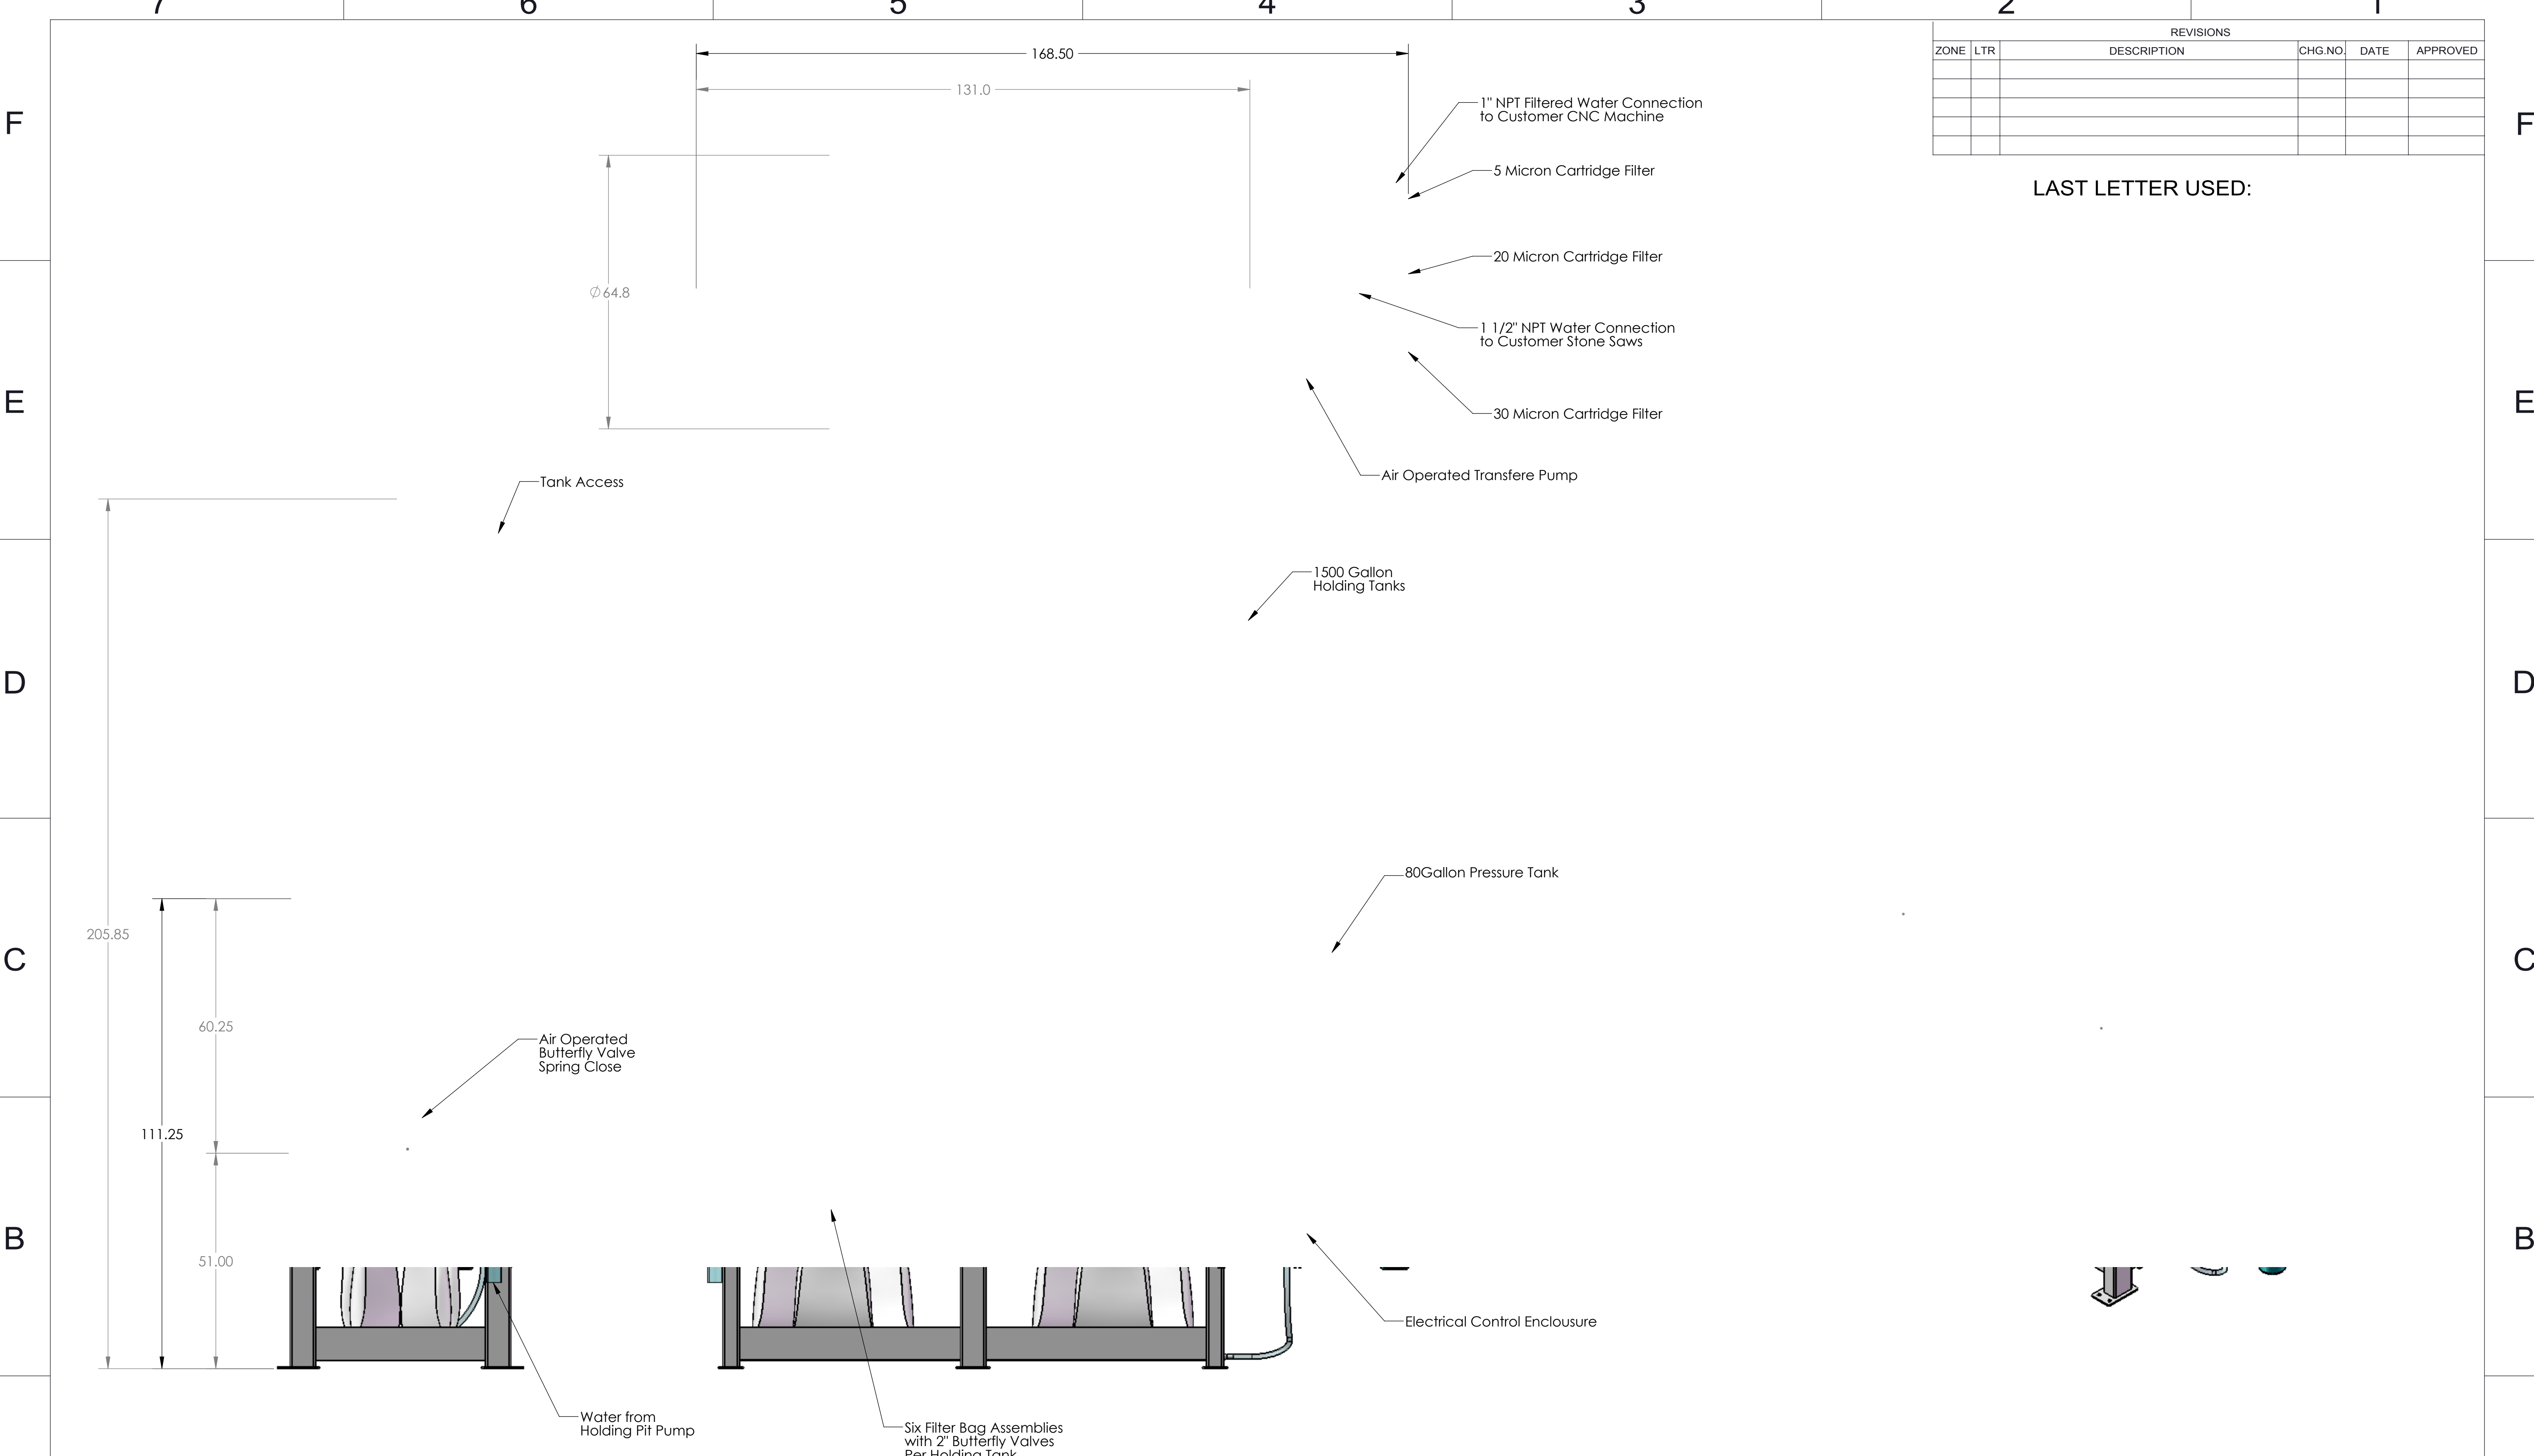 7 6 5 4 3 2 1
REVISIONS
ZONE LTR DESCRIPTION CHG.NO. DATE APPROVED
LAST LETTER USED:
F F
E E
D D
C C
B B
168.50
131.0
1" NPT Filtered Water Connection
to Customer CNC Machine
5 Micron Cartridge Filter
20 Micron Cartridge Filter
∅64.8
1 1/2" NPT Water Connection
to Customer Stone Saws
30 Micron Cartridge Filter
Air Operated Transfere Pump
Tank Access
1500 Gallon
Holding Tanks
80Gallon Pressure Tank
205.85
60.25
Air Operated
Butterfly Valve
Spring Close
111.25
51.00
Electrical Control Enclousure
Water from
Holding Pit Pump
Six Filter Bag Assemblies
with 2" Butterfly Valves
Per Holding Tank